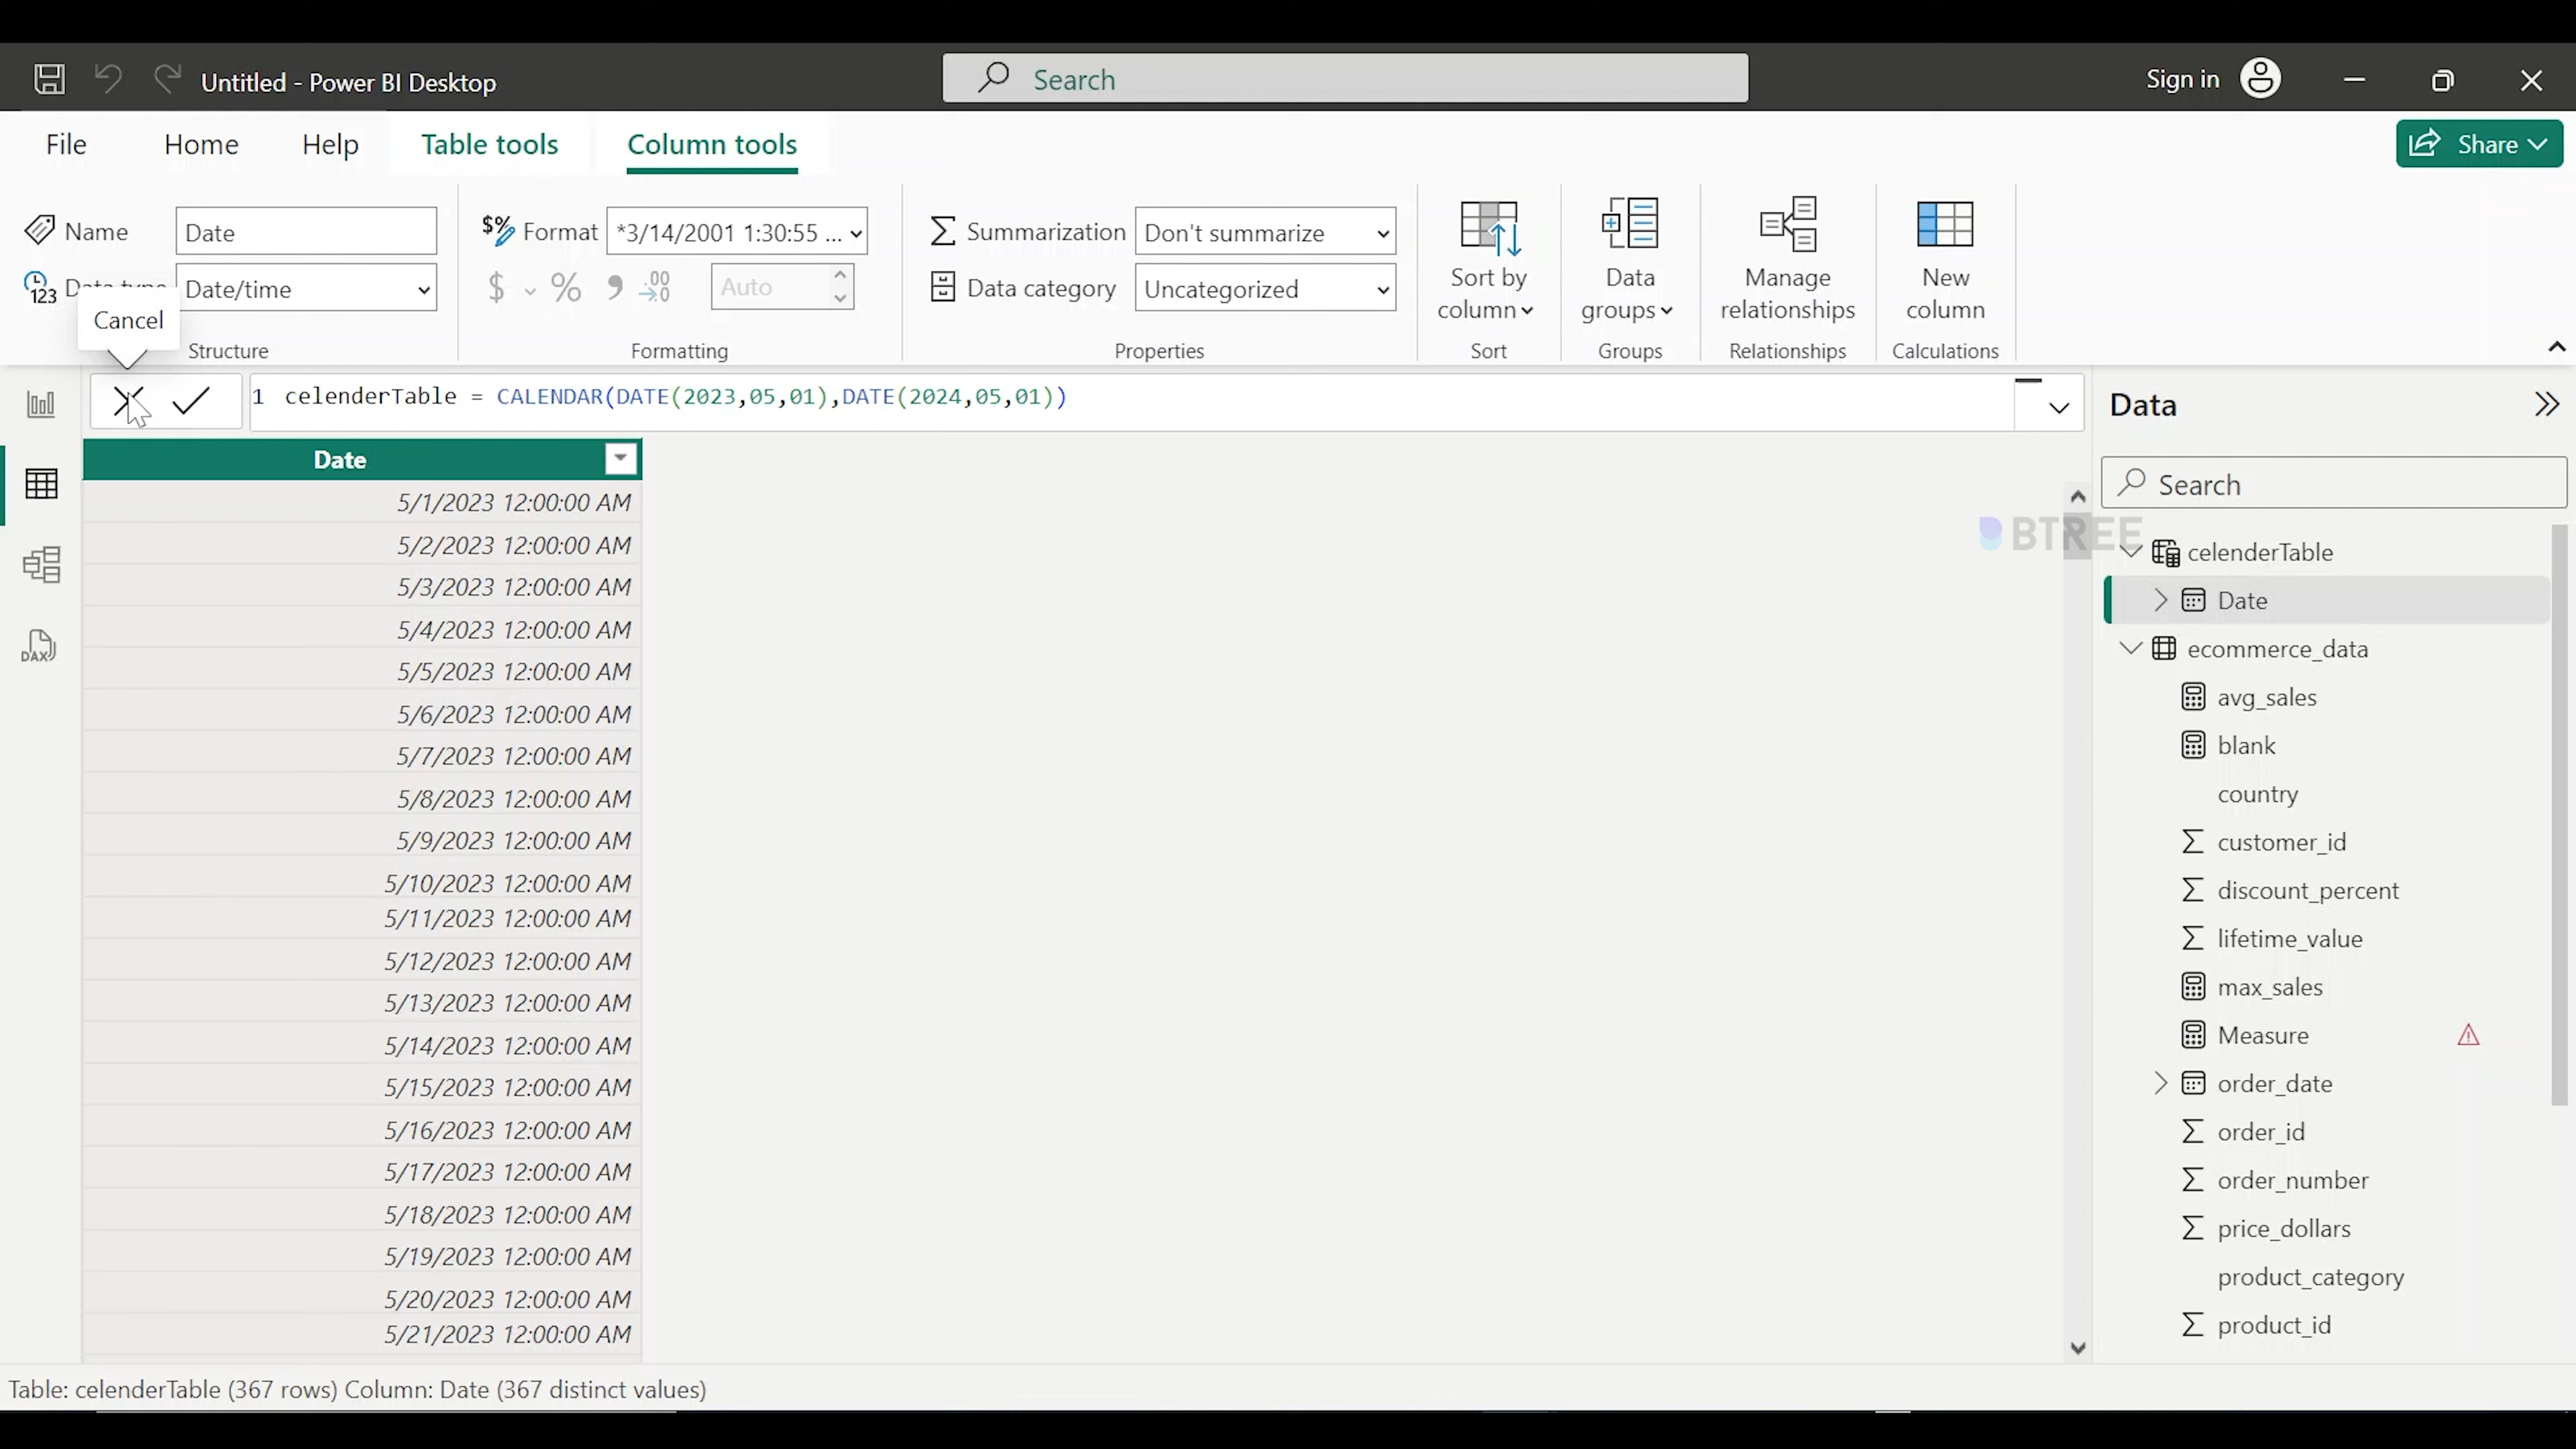 Untitled - Power BI Desktop
Search
Sign in
File
Home
Help
Table tools
Column tools
Share
Name
Date
Format
*3/14/2001 1:30:55 ...
Summarization
Don't summarize
Sort by
column
Data
groups
Manage
relationships
New
column
Date/time
$
%
Auto
Data category
Uncategorized
Cancel
Structure
Formatting
Properties
Sort
Groups
Relationships
Calculations
1 celenderTable = CALENDAR(DATE(2023,05,01),DATE(2024,05,01))
Data
Search
DAX
Date
5/1/2023 12:00:00 AM
5/2/2023 12:00:00 AM
5/3/2023 12:00:00 AM
5/4/2023 12:00:00 AM
5/5/2023 12:00:00 AM
5/6/2023 12:00:00 AM
5/7/2023 12:00:00 AM
5/8/2023 12:00:00 AM
5/9/2023 12:00:00 AM
5/10/2023 12:00:00 AM
5/11/2023 12:00:00 AM
5/12/2023 12:00:00 AM
5/13/2023 12:00:00 AM
5/14/2023 12:00:00 AM
5/15/2023 12:00:00 AM
5/16/2023 12:00:00 AM
5/17/2023 12:00:00 AM
5/18/2023 12:00:00 AM
5/19/2023 12:00:00 AM
5/20/2023 12:00:00 AM
5/21/2023 12:00:00 AM
BTREE
celenderTable
Date
ecommerce_data
avg_sales
blank
country
customer_id
discount_percent
lifetime_value
max_sales
Measure
order_date
order_id
order_number
price_dollars
product_category
product_id
Table: celenderTable (367 rows) Column: Date (367 distinct values)